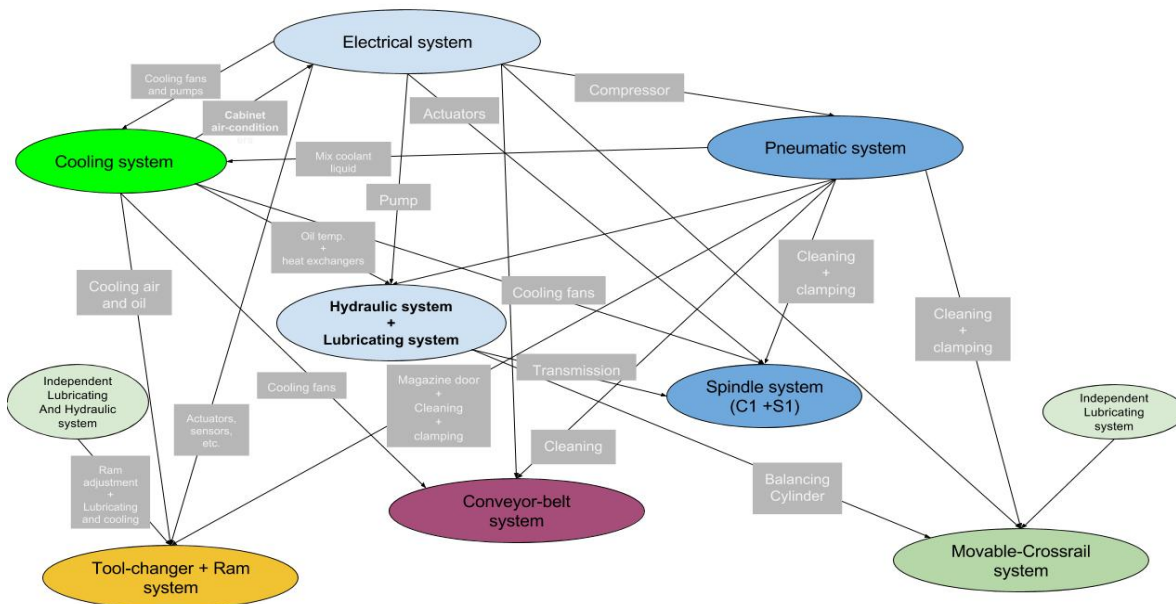 Electrical system
Cooling fans
and pumps
Compressor
Cabinet
air-condition
Actuators
Cooling system
Mix coolant
liquid
Pneumatic system
Pump
Oil temp.
+
heat exchangers
Cleaning
+
clamping
Cooling air
and oil
Cooling fans
Hydraulic system
+
Lubricating system
Cleaning
+
clamping
Transmission
Independent
Lubricating
And Hydraulic
system
Cooling fans
Magazine door
+
Cleaning
+
clamping
Spindle system
(C1 +S1)
Independent
Lubricating
system
Actuators,
sensors,
etc.
Cleaning
Ram
adjustment
+
Lubricating
and cooling
Balancing
Cylinder
Conveyor-belt
system
Tool-changer + Ram
system
Movable-Crossrail
system